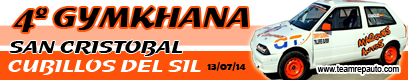 4º GYMKHANA
SAN CRISTOBAL
CUBILLOS DEL SIL 13/07/14
www.teamrepauto.com